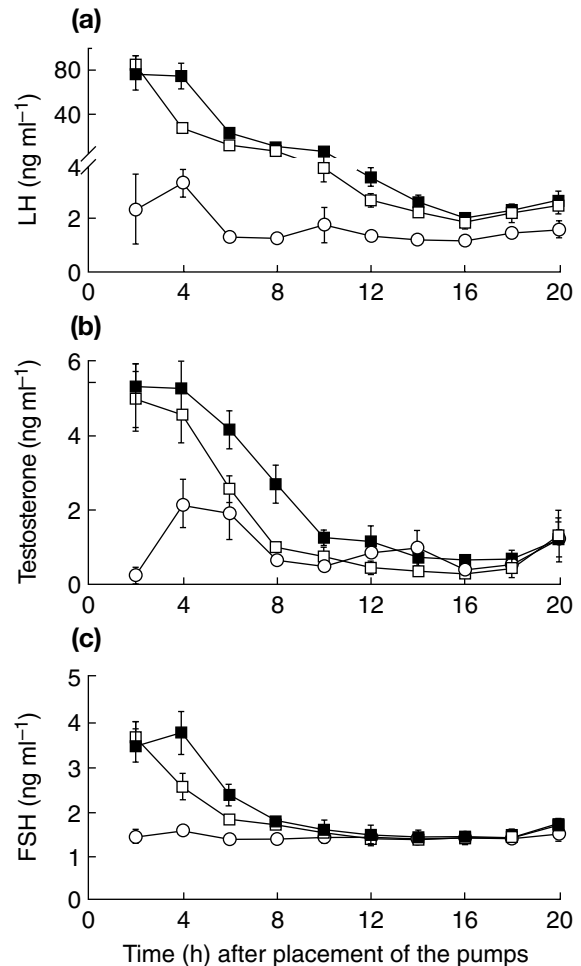 (a)
80
40
4
2
0
LH (ng ml⁻¹)
0 4 8 12 16 20
(b)
6
4
2
0
Testosterone (ng ml⁻¹)
0 4 8 12 16 20
(c)
5
4
3
2
1
0
FSH (ng ml⁻¹)
0 4 8 12 16 20
Time (h) after placement of the pumps